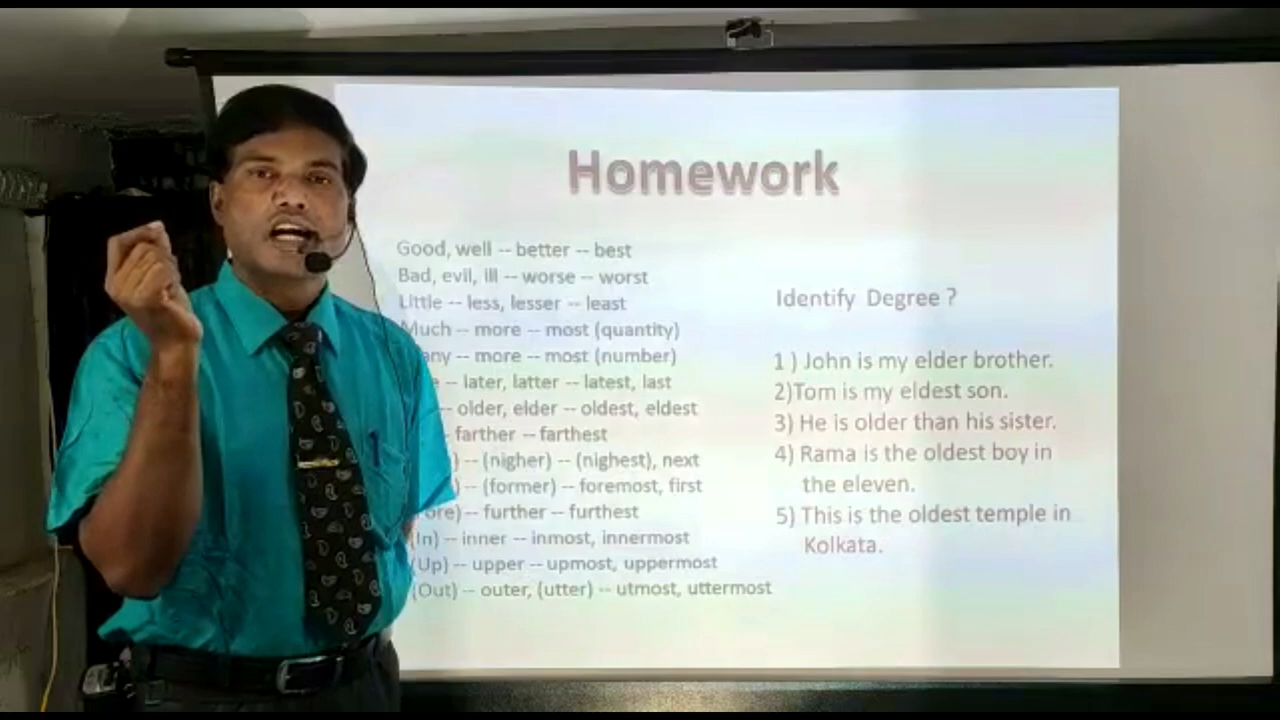 Homework
Good, well -- better -- best
Bad, evil, ill -- worse -- worst
Little -- less, lesser -- least
Much -- more -- most (quantity)
-- more -- most (number)
-- later, latter -- latest, last
-- older, elder -- oldest, eldest
farther -- farthest
-- (nigher) -- (nighest), next
-- (former) -- foremost, first
-- further -- furthest
(In) -- inner -- inmost, innermost
(Up) -- upper -- upmost, uppermost
(Out) -- outer, (utter) -- utmost, uttermost
Identify Degree ?
1 ) John is my elder brother.
2)Tom is my eldest son.
3) He is older than his sister.
4) Rama is the oldest boy in
the eleven.
5) This is the oldest temple in
Kolkata.